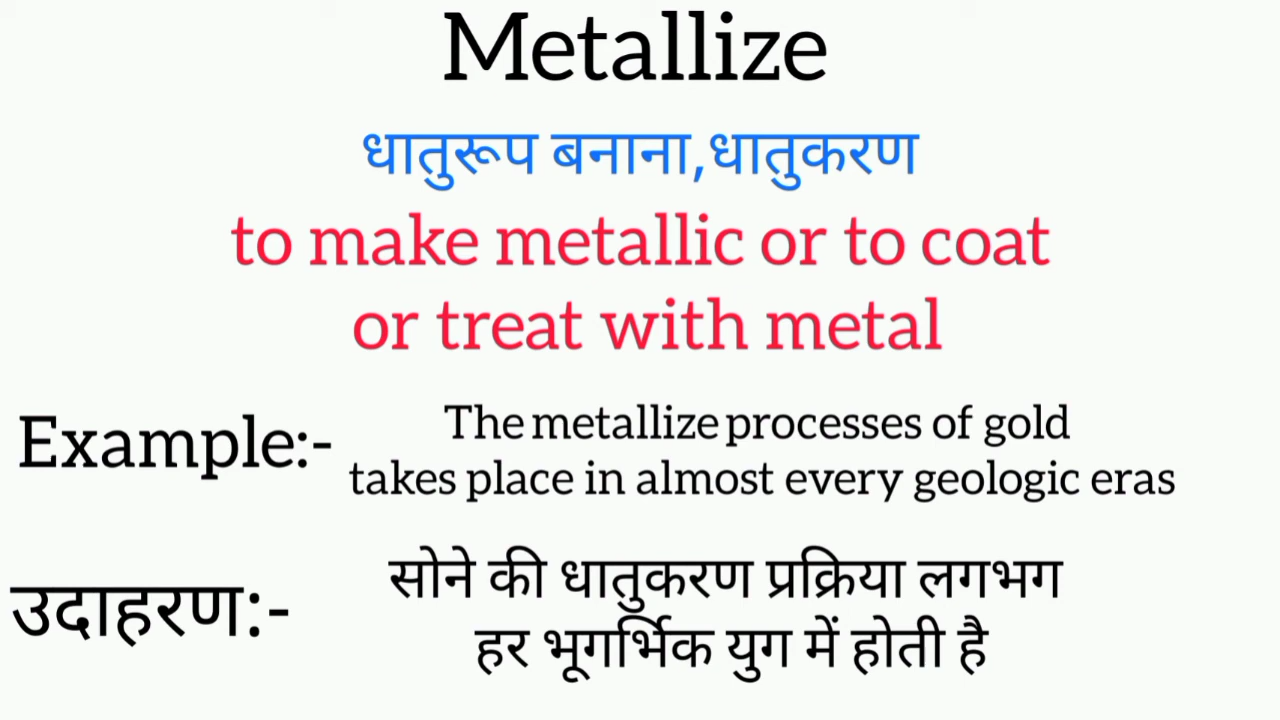 Metallize
धातुरूप बनाना,धातुकरण
to make metallic or to coat
or treat with metal
Example:-
The metallize processes of gold
takes place in almost every geologic eras
उदाहरण:-
सोने की धातुकरण प्रक्रिया लगभग
हर भूगर्भिक युग में होती है